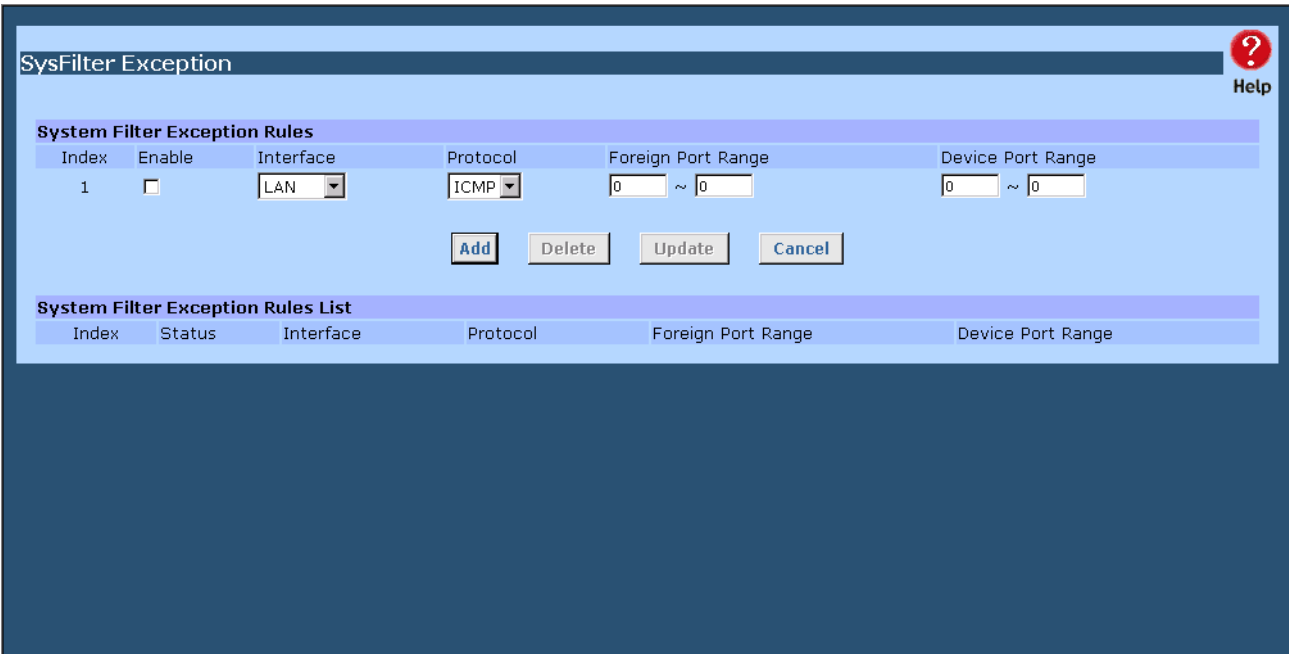 SysFilter Exception
?
Help
System Filter Exception Rules
Index Enable Interface Protocol Foreign Port Range Device Port Range
1 LAN ICMP 0 ~ 0 0 ~ 0
Add Delete Update Cancel
System Filter Exception Rules List
Index Status Interface Protocol Foreign Port Range Device Port Range